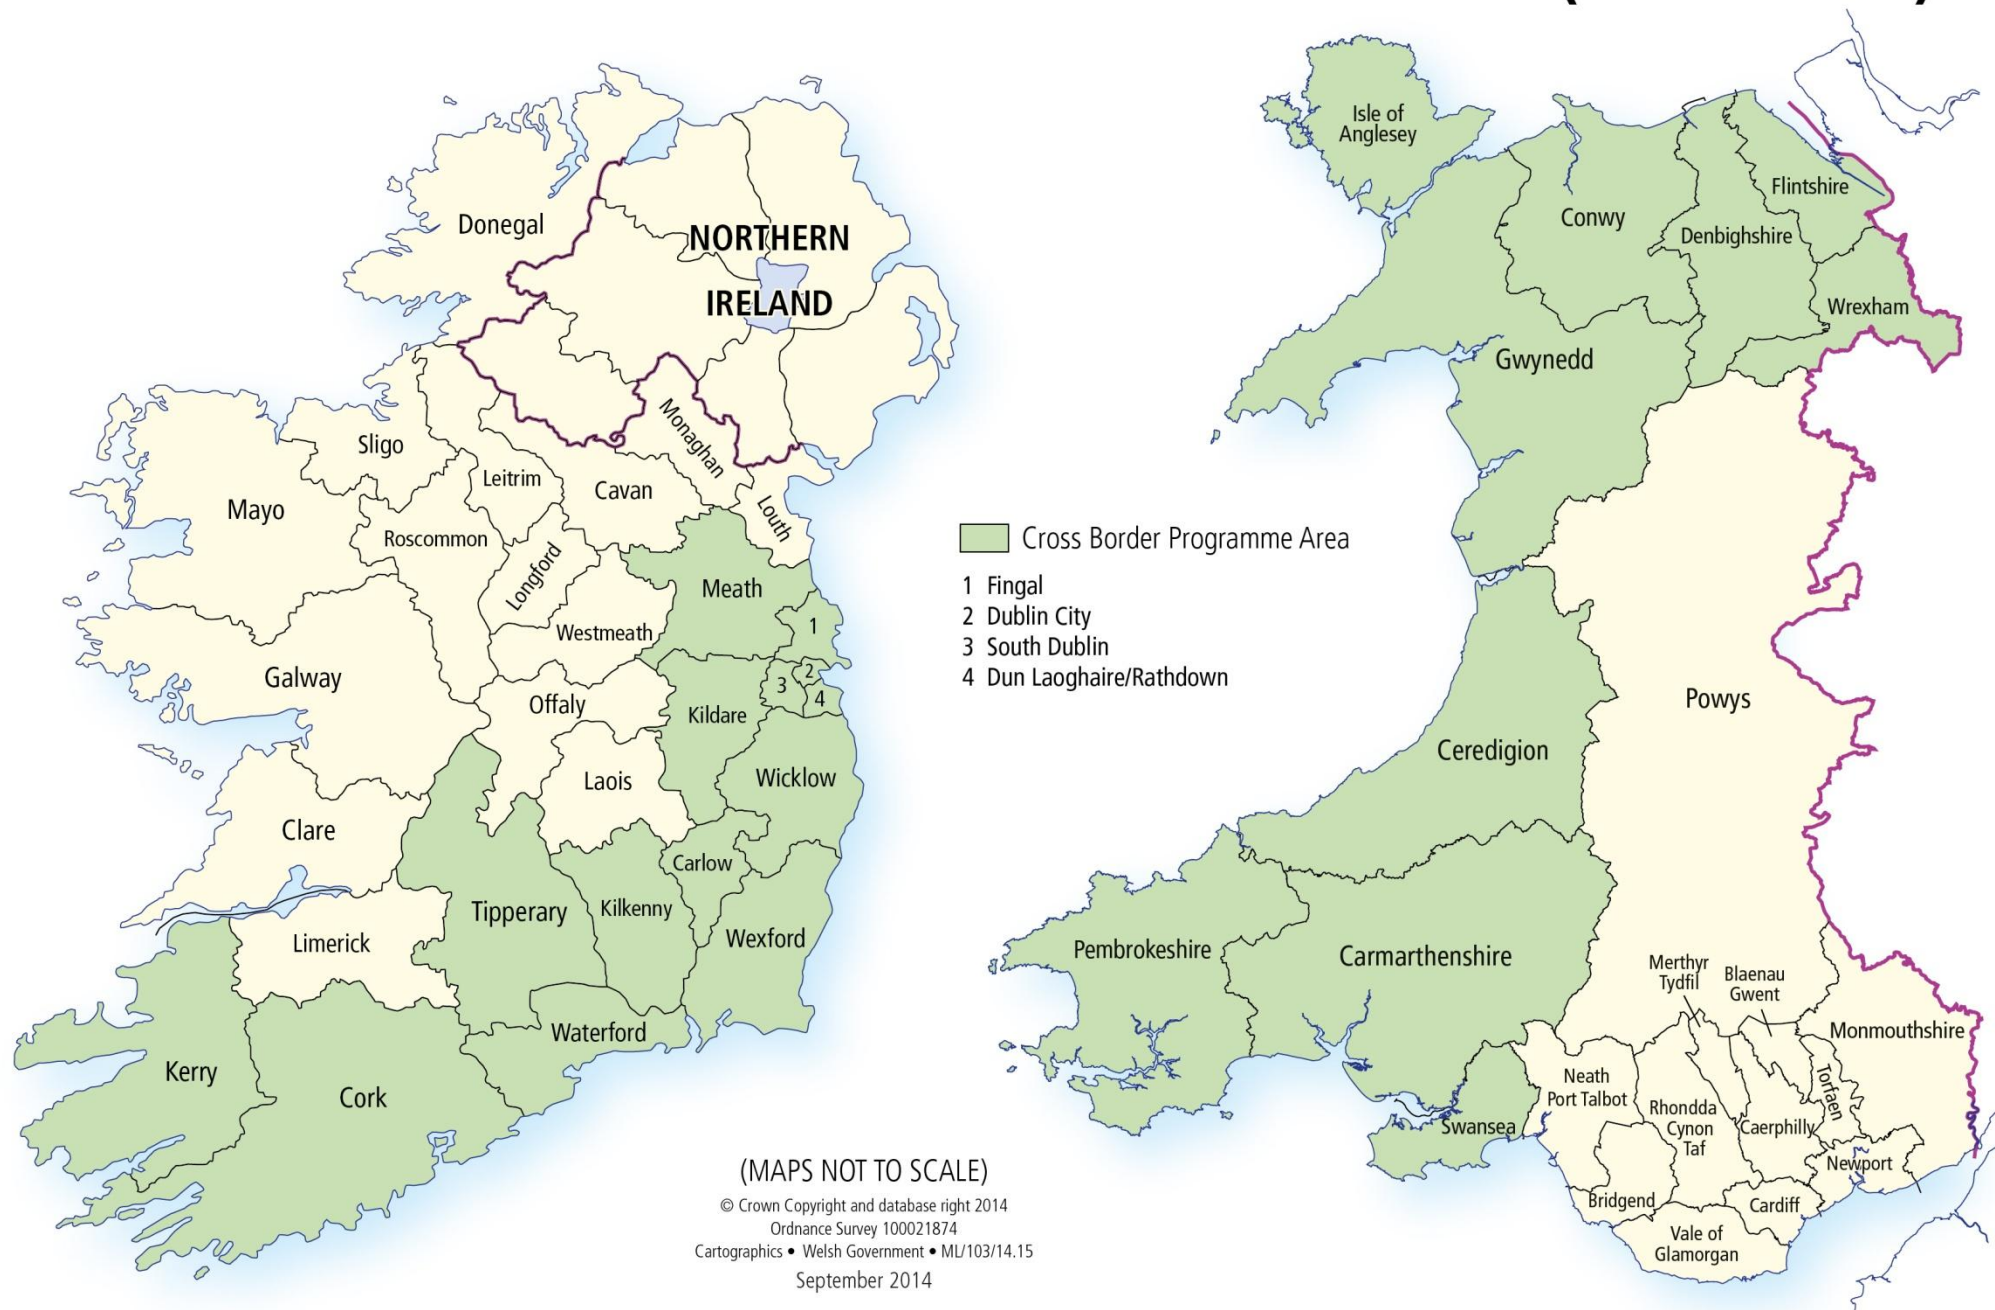 Donegal
NORTHERN
IRELAND
Monaghan
Sligo
Leitrim
Cavan
Louth
Mayo
Roscommon
Longford
Meath
Westmeath
1
Galway
Offaly
2
3
4
Kildare
Laois
Wicklow
Clare
Carlow
Tipperary
Kilkenny
Limerick
Wexford
Waterford
Kerry
Cork
Cross Border Programme Area
1 Fingal
2 Dublin City
3 South Dublin
4 Dun Laoghaire/Rathdown
Isle of
Anglesey
Flintshire
Conwy
Denbighshire
Wrexham
Gwynedd
Powys
Ceredigion
Pembrokeshire
Carmarthenshire
Merthyr
Tydfil
Blaenau
Gwent
Monmouthshire
Neath
Port Talbot
Torfaen
Rhondda
Cynon
Taf
Caerphilly
Swansea
Newport
Bridgend
Cardiff
Vale of
Glamorgan
(MAPS NOT TO SCALE)
© Crown Copyright and database right 2014
Ordnance Survey 100021874
Cartographics • Welsh Government • ML/103/14.15
September 2014